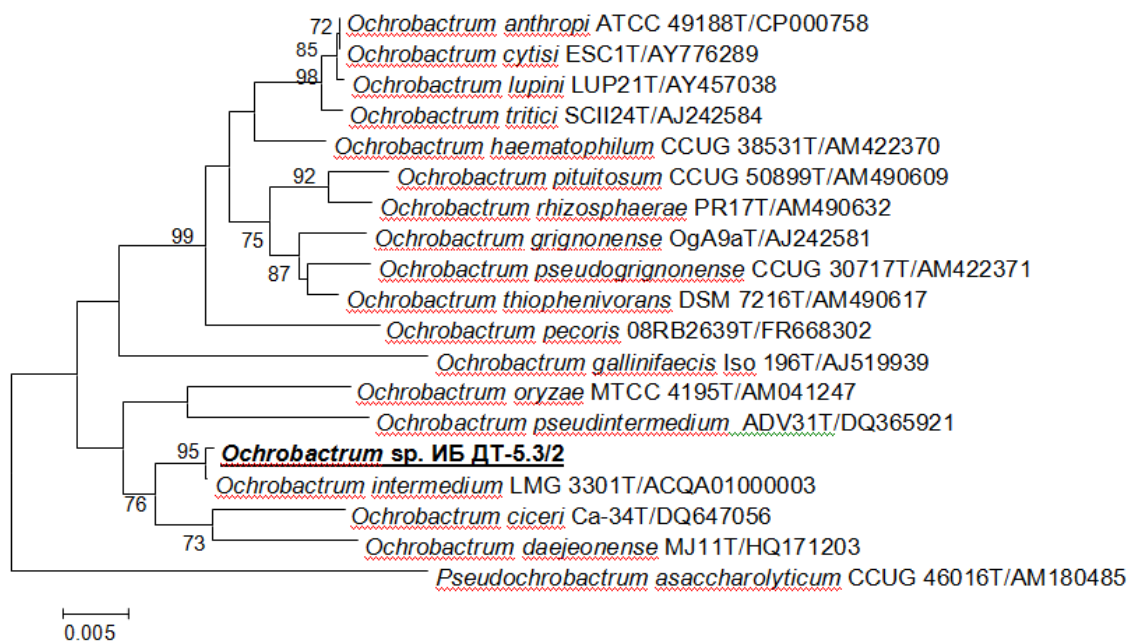 72 Ochrobactrum anthropi ATCC 49188T/CP000758
85 Ochrobactrum cytisi ESC1T/AY776289
98 Ochrobactrum lupini LUP21T/AY457038
Ochrobactrum tritici SCII24T/AJ242584
Ochrobactrum haematophilum CCUG 38531T/AM422370
92 Ochrobactrum pituitosum CCUG 50899T/AM490609
Ochrobactrum rhizosphaerae PR17T/AM490632
99 75 Ochrobactrum grignonense OgA9aT/AJ242581
87 Ochrobactrum pseudogrignonense CCUG 30717T/AM422371
Ochrobactrum thiophenivorans DSM 7216T/AM490617
Ochrobactrum pecoris 08RB2639T/FR668302
Ochrobactrum gallinifaecis Iso 196T/AJ519939
Ochrobactrum oryzae MTCC 4195T/AM041247
Ochrobactrum pseudintermedium ADV31T/DQ365921
95 Ochrobactrum sp. ИБ ДТ-5.3/2
Ochrobactrum intermedium LMG 3301T/ACQA01000003
76 Ochrobactrum ciceri Ca-34T/DQ647056
73 Ochrobactrum daejeonense MJ11T/HQ171203
Pseudochrobactrum asaccharolyticum CCUG 46016T/AM180485
0.005